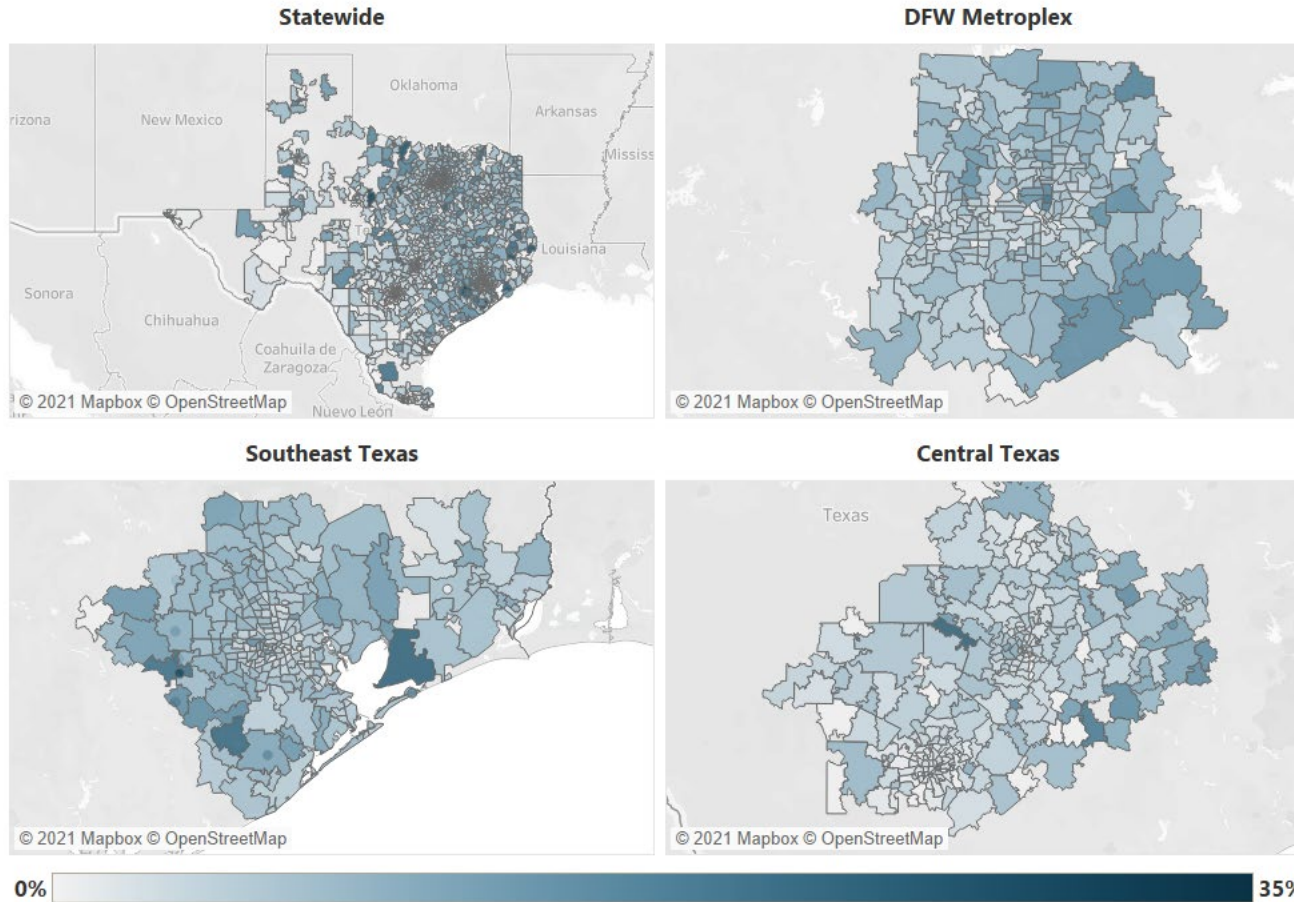 Statewide
DFW Metroplex
Oklahoma
rizona
New Mexico
Arkansas
Mississ
Te
Louisiana
Sonora
Chihuahua
Coahuila de
Zaragoza
Nuevo León
© 2021 Mapbox © OpenStreetMap
© 2021 Mapbox © OpenStreetMap
Southeast Texas
Central Texas
Texas
© 2021 Mapbox © OpenStreetMap
© 2021 Mapbox © OpenStreetMap
0%
35%